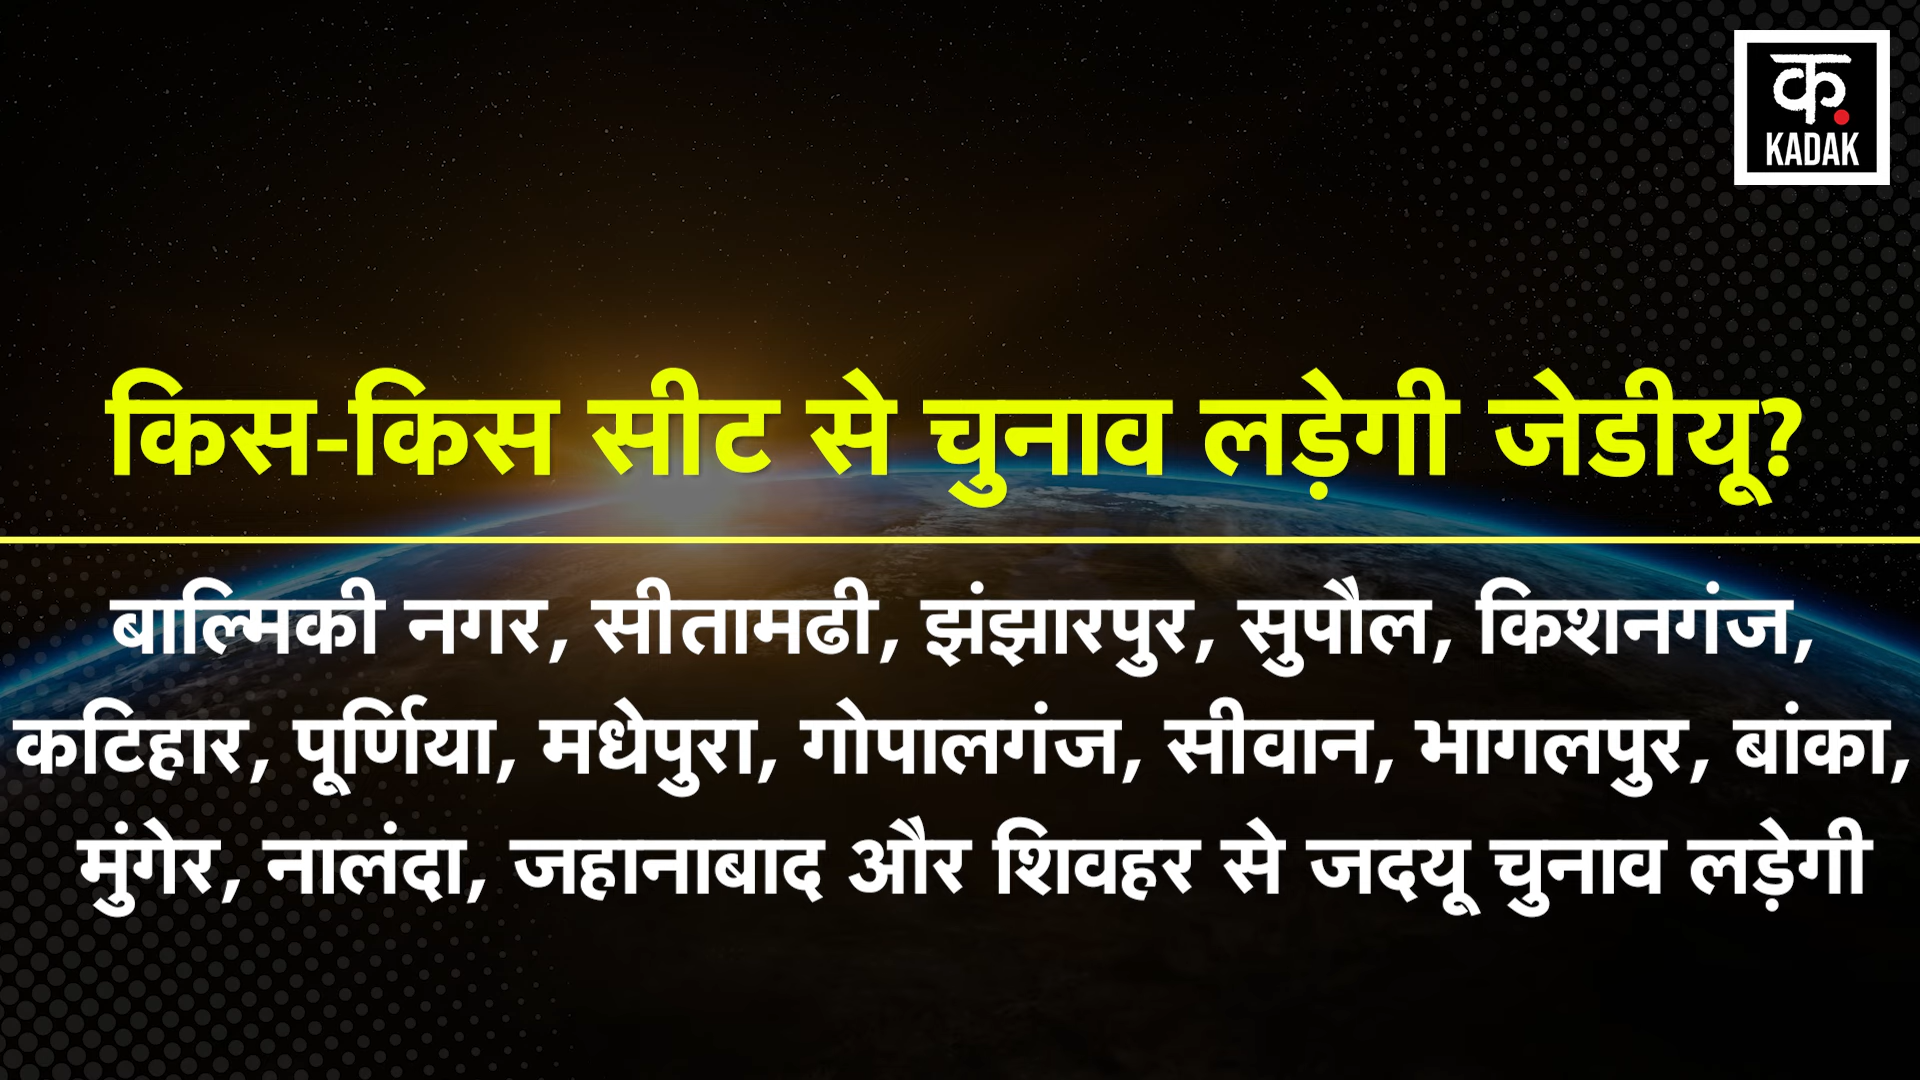 क
KADAK
किस-किस सीट से चुनाव लड़ेगी जेडीयू?
बाल्मिकी नगर, सीतामढी, झंझारपुर, सुपौल, किशनगंज,
कटिहार, पूर्णिया, मधेपुरा, गोपालगंज, सीवान, भागलपुर, बांका,
मुंगेर, नालंदा, जहानाबाद और शिवहर से जदयू चुनाव लड़ेगी